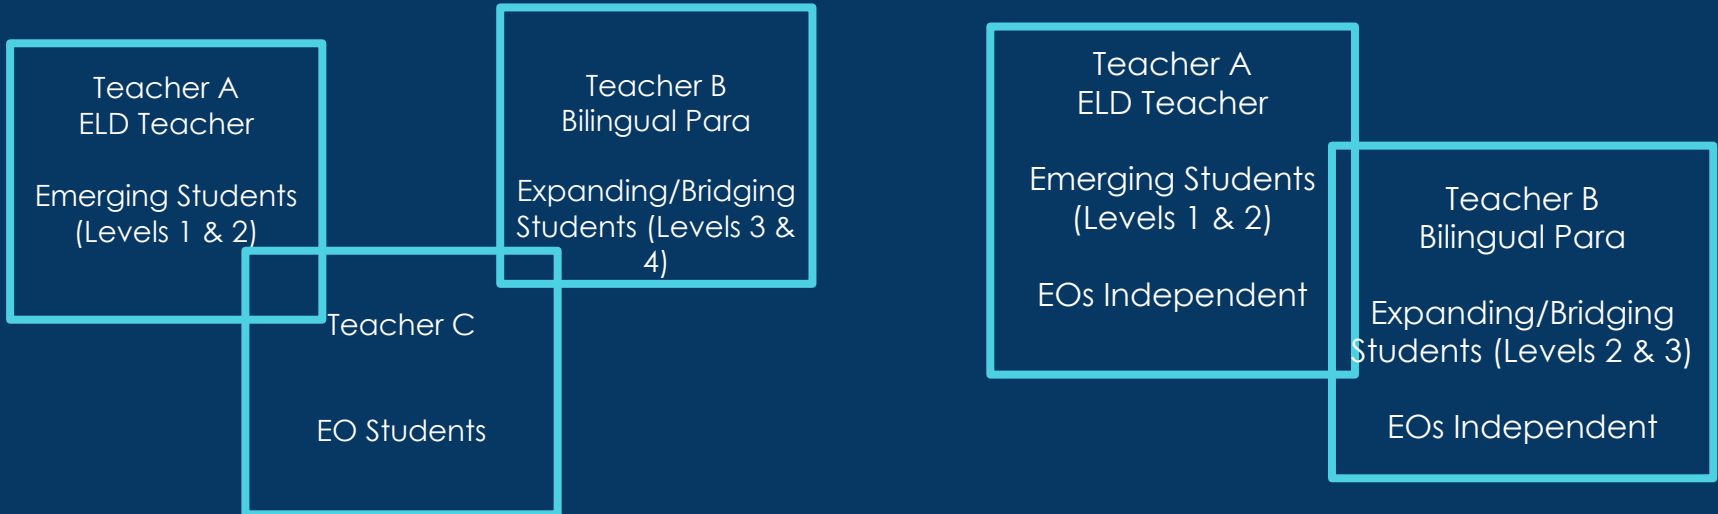 Teacher A
ELD Teacher
Emerging Students
(Levels 1 & 2)
Teacher B
Bilingual Para
Expanding/Bridging
Students (Levels 3 &
4)
Teacher C
EO Students
Teacher A
ELD Teacher
Emerging Students
(Levels 1 & 2)
EOs Independent
Teacher B
Bilingual Para
Expanding/Bridging
Students (Levels 2 & 3)
EOs Independent